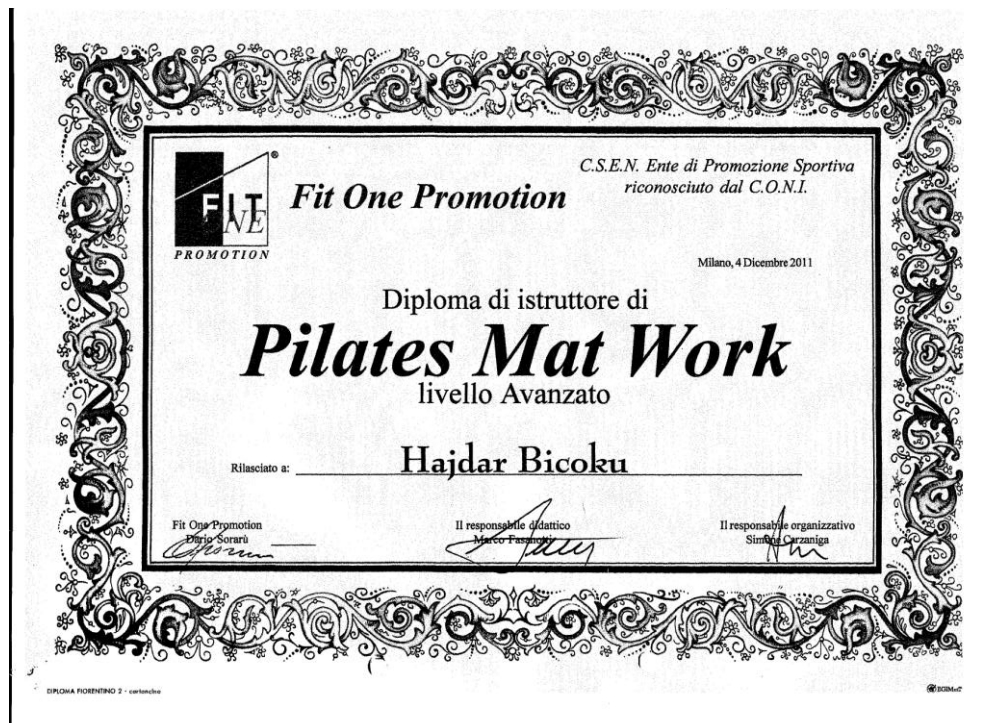 FIT
ONE
PROMOTION
®
Fit One Promotion
C.S.E.N. Ente di Promozione Sportiva
riconosciuto dal C.O.N.I.
Milano, 4 Dicembre 2011
Diploma di istruttore di
Pilates Mat Work
livello Avanzato
Rilasciato a: Hajdar Bicoku
Fit One Promotion
Dario Sorarù
Il responsabile didattico
Marco Fasanotti
Il responsabile organizzativo
Simone Carzaniga
DIPLOMA FIORENTINO 2 - cartoncino